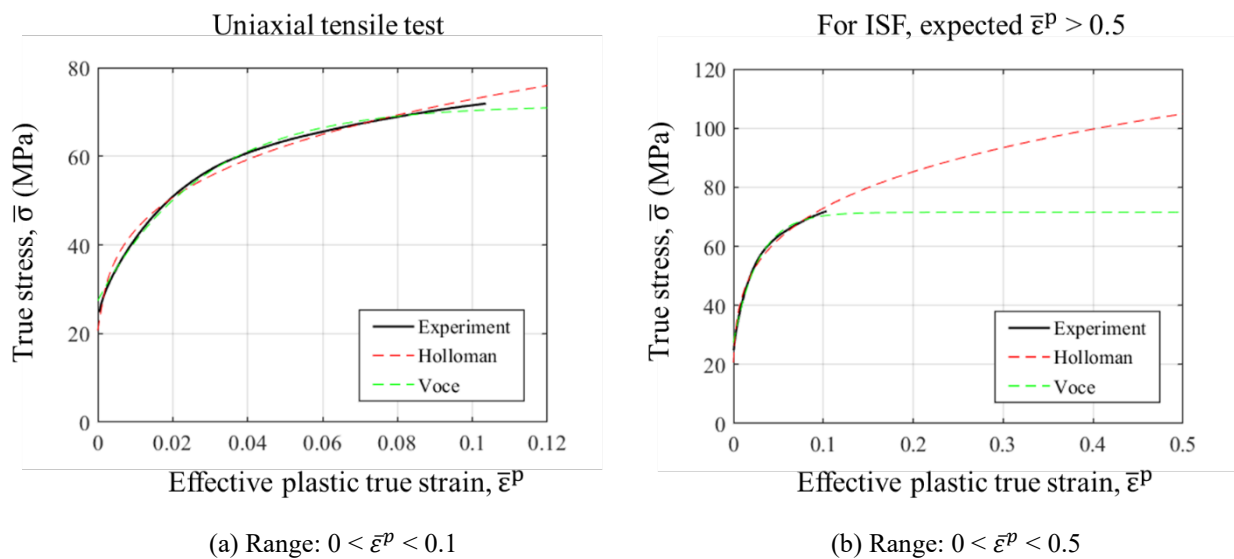 Uniaxial tensile test
True stress, σ̅ (MPa)
80
60
40
20
0
Experiment
Holloman
Voce
0 0.02 0.04 0.06 0.08 0.1 0.12
Effective plastic true strain, ε̅ᵖ
(a) Range: 0 < ε̅ᵖ < 0.1
For ISF, expected ε̅ᵖ > 0.5
True stress, σ̅ (MPa)
120
100
80
60
40
20
0
Experiment
Holloman
Voce
0 0.1 0.2 0.3 0.4 0.5
Effective plastic true strain, ε̅ᵖ
(b) Range: 0 < ε̅ᵖ < 0.5